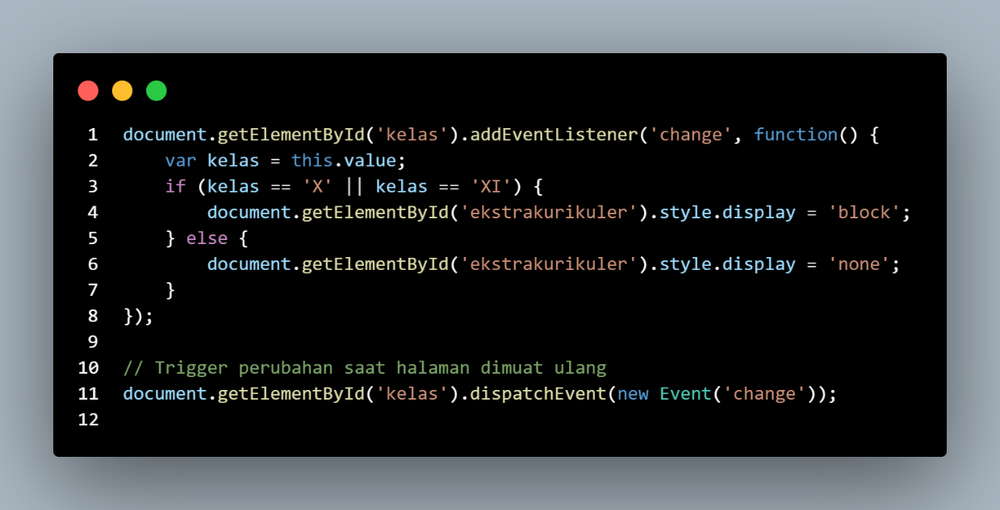 1 document.getElementById('kelas').addEventListener('change', function() {
2     var kelas = this.value;
3     if (kelas == 'X' || kelas == 'XI') {
4         document.getElementById('ekstrakurikuler').style.display = 'block';
5     } else {
6         document.getElementById('ekstrakurikuler').style.display = 'none';
7     }
8 });
9
10 // Trigger perubahan saat halaman dimuat ulang
11 document.getElementById('kelas').dispatchEvent(new Event('change'));
12